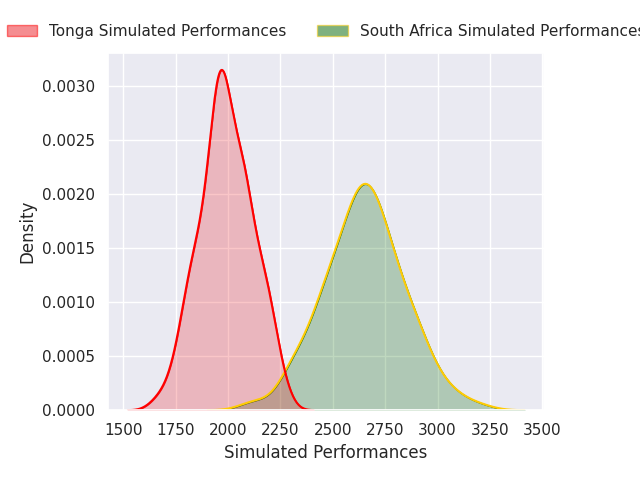 Tonga Simulated Performances South Africa Simulated Performances
0.0030
0.0025
0.0020
0.0015
0.0010
0.0005
0.0000
Density
1500 1750 2000 2250 2500 2750 3000 3250 3500
Simulated Performances